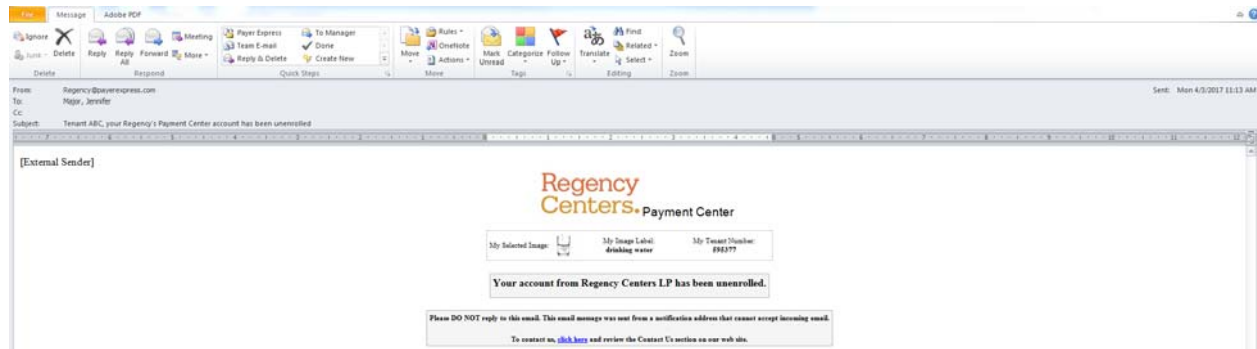 File Message Adobe PDF
Ignore Meeting Payer Express To Manager Rules Find
Team E-mail Done OneNote Related
Junk Delete Reply Reply All Forward More Reply & Delete Create New Move Actions Mark Unread Categorize Follow Up Translate Select Zoom
Delete Respond Quick Steps Move Tags Editing Zoom
From: Regency@payerexpress.com Sent: Mon 4/3/2017 11:13 AM
To: Major, Jennifer
Cc:
Subject: Tenant ABC, your Regency's Payment Center account has been unenrolled
[External Sender]
Regency
Centers. Payment Center
My Selected Image: My Image Label: My Tenant Number:
drinking water 595377
Your account from Regency Centers LP has been unenrolled.
Please DO NOT reply to this email. This email message was sent from a notification address that cannot accept incoming email.
To contact us, click here and review the Contact Us section on our web site.